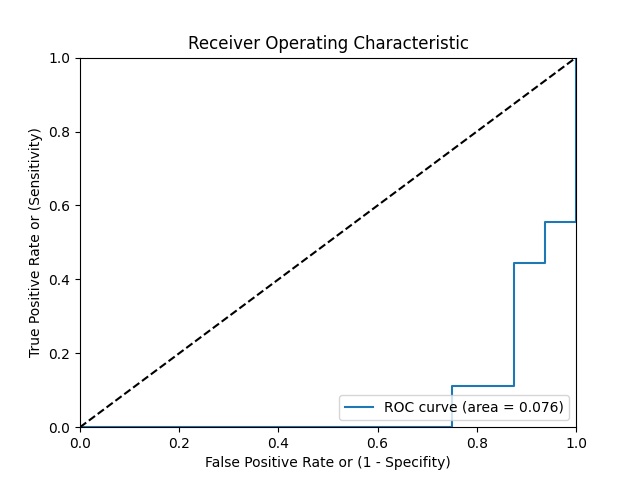 Receiver Operating Characteristic
1.0
0.8
0.6
0.4
0.2
0.0
True Positive Rate or (Sensitivity)
ROC curve (area = 0.076)
0.0 0.2 0.4 0.6 0.8 1.0
False Positive Rate or (1 - Specifity)